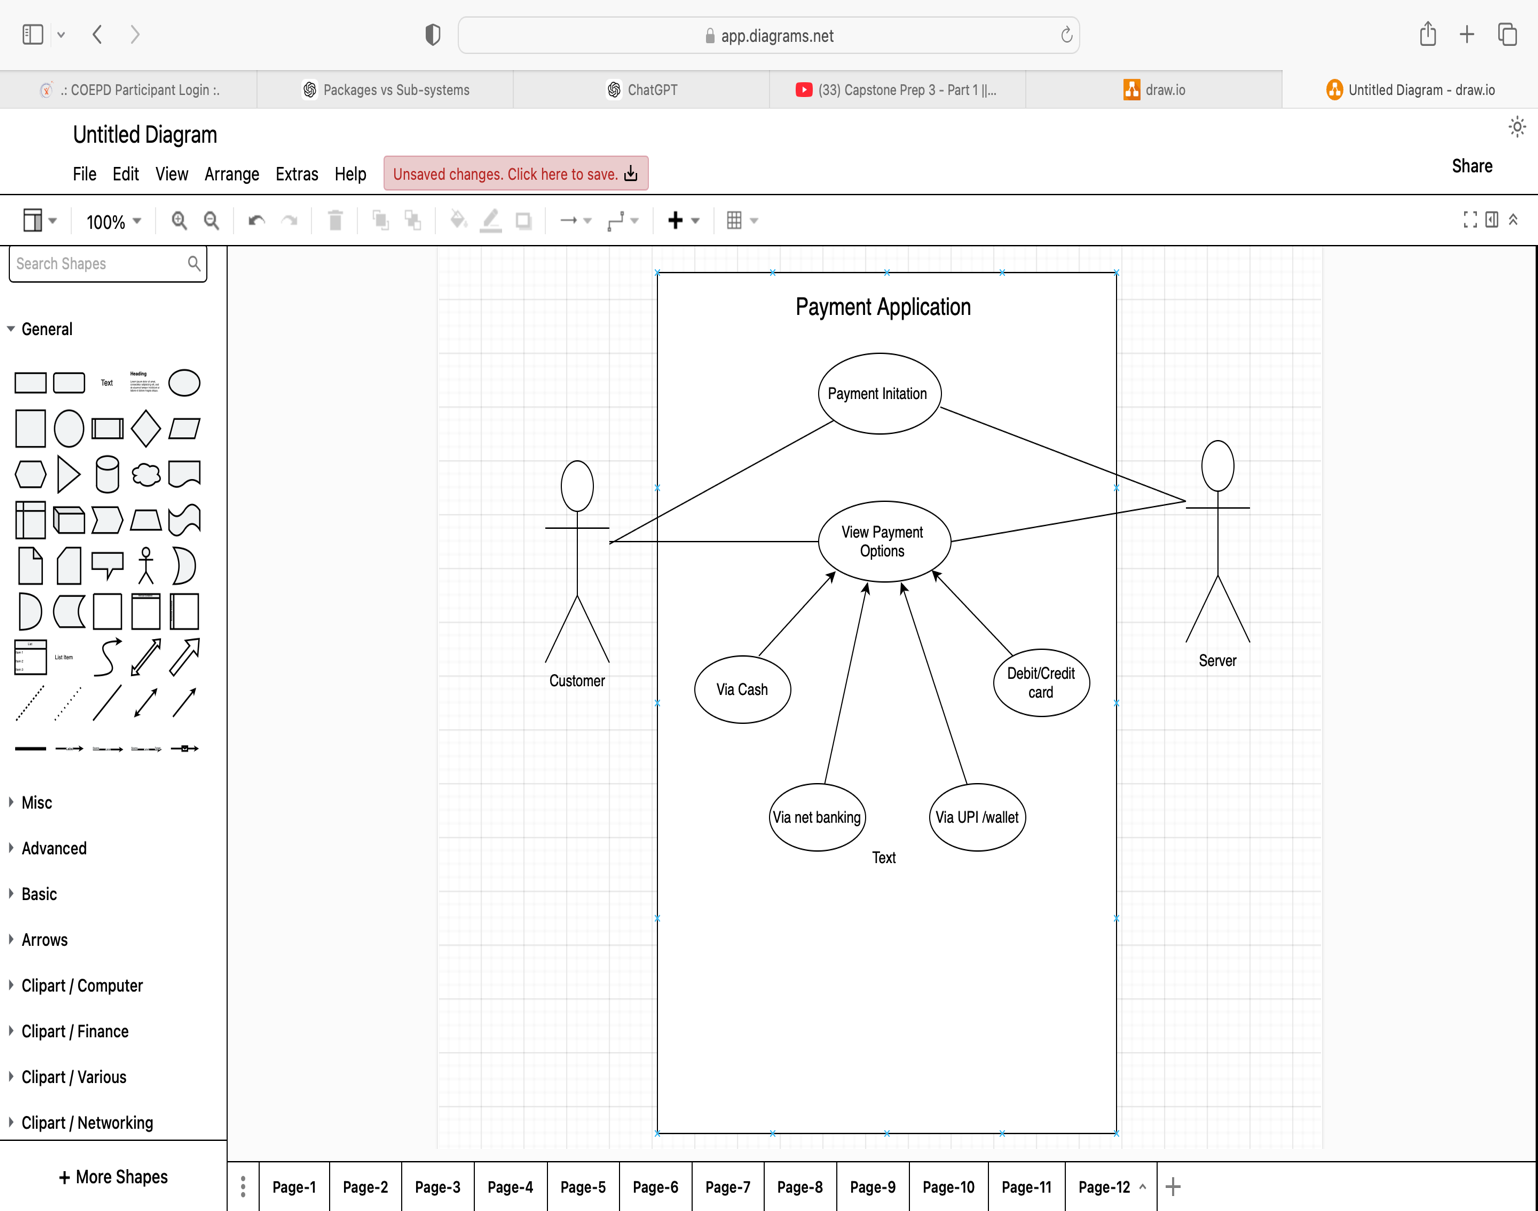 app.diagrams.net
.: COEPD Participant Login :.
Packages vs Sub-systems
ChatGPT
(33) Capstone Prep 3 - Part 1 ||...
draw.io
Untitled Diagram - draw.io
Untitled Diagram
File Edit View Arrange Extras Help
Unsaved changes. Click here to save.
Share
100%
Search Shapes
General
Text
Heading
List Item
Misc
Advanced
Basic
Arrows
Clipart / Computer
Clipart / Finance
Clipart / Various
Clipart / Networking
+ More Shapes
Payment Application
Payment Initation
View Payment
Options
Via Cash
Debit/Credit
card
Via net banking
Via UPI /wallet
Text
Customer
Server
Page-1 Page-2 Page-3 Page-4 Page-5 Page-6 Page-7 Page-8 Page-9 Page-10 Page-11 Page-12